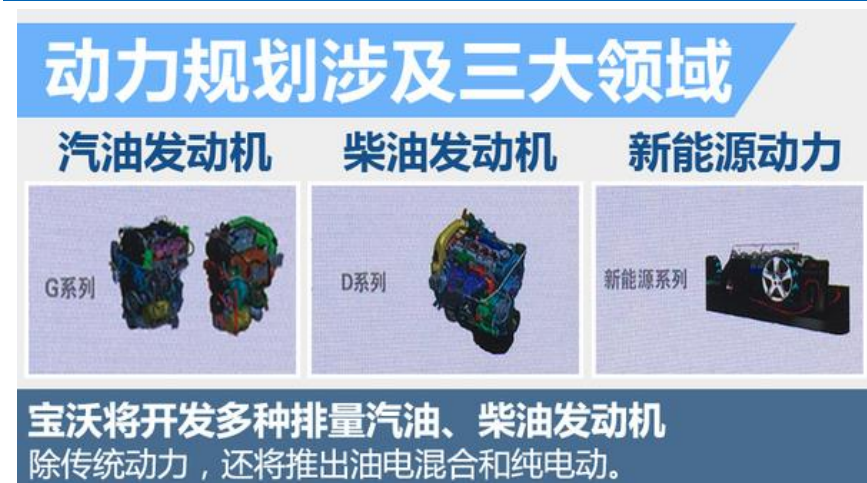 动力规划涉及三大领域
汽油发动机 柴油发动机 新能源动力
G系列 D系列 新能源系列
宝沃将开发多种排量汽油、柴油发动机
除传统动力，还将推出油电混合和纯电动。